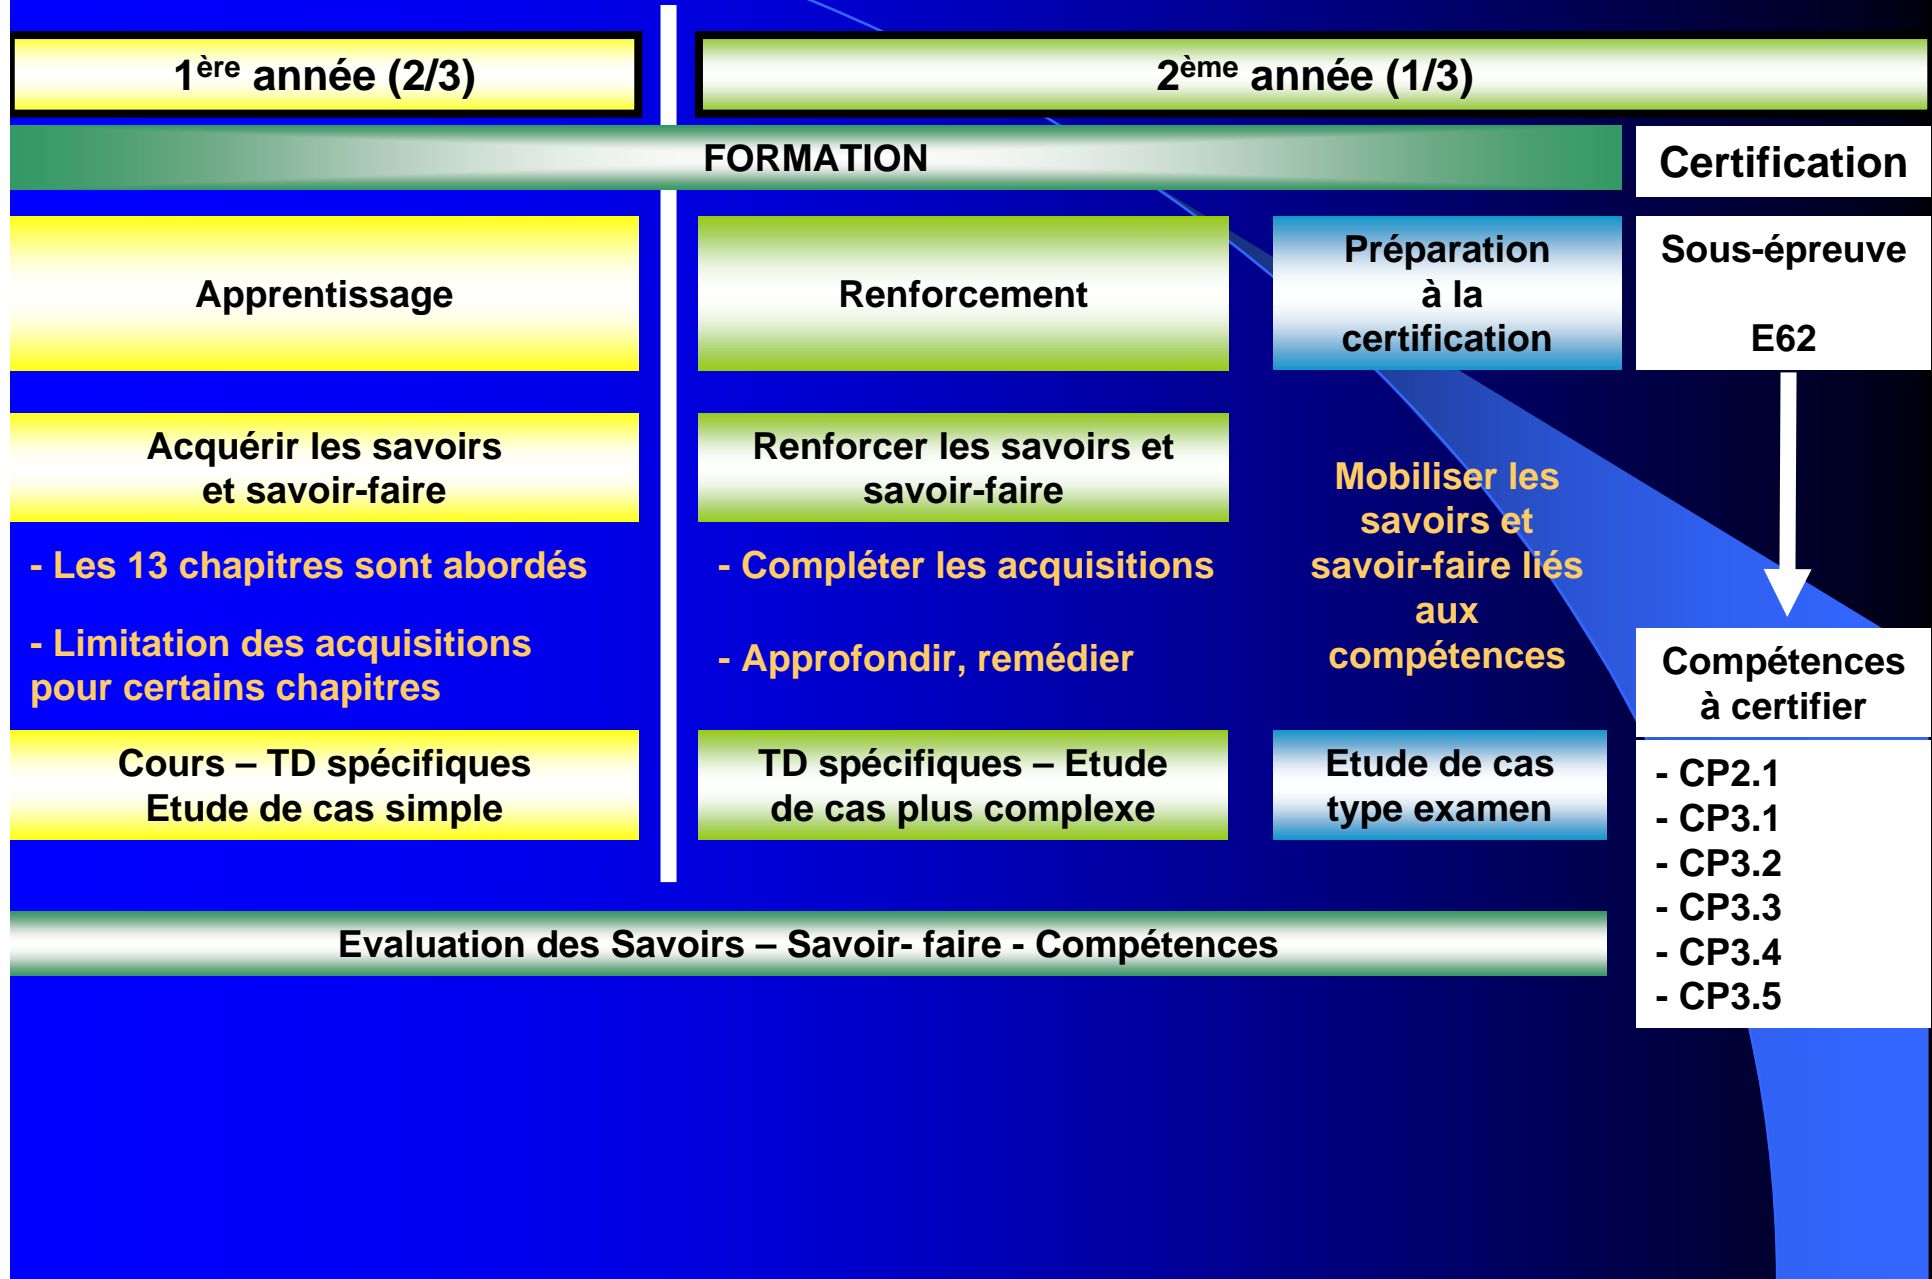 1ère année (2/3)
2ème année (1/3)
FORMATION
Certification
Apprentissage
Renforcement
Préparation
à la
certification
Sous-épreuve
E62
Acquérir les savoirs
et savoir-faire
Renforcer les savoirs et
savoir-faire
Mobiliser les
savoirs et
savoir-faire liés
aux
compétences
- Les 13 chapitres sont abordés
- Limitation des acquisitions
pour certains chapitres
- Compléter les acquisitions
- Approfondir, remédier
Compétences
à certifier
Cours – TD spécifiques
Etude de cas simple
TD spécifiques – Etude
de cas plus complexe
Etude de cas
type examen
- CP2.1
- CP3.1
- CP3.2
- CP3.3
- CP3.4
- CP3.5
Evaluation des Savoirs – Savoir- faire - Compétences